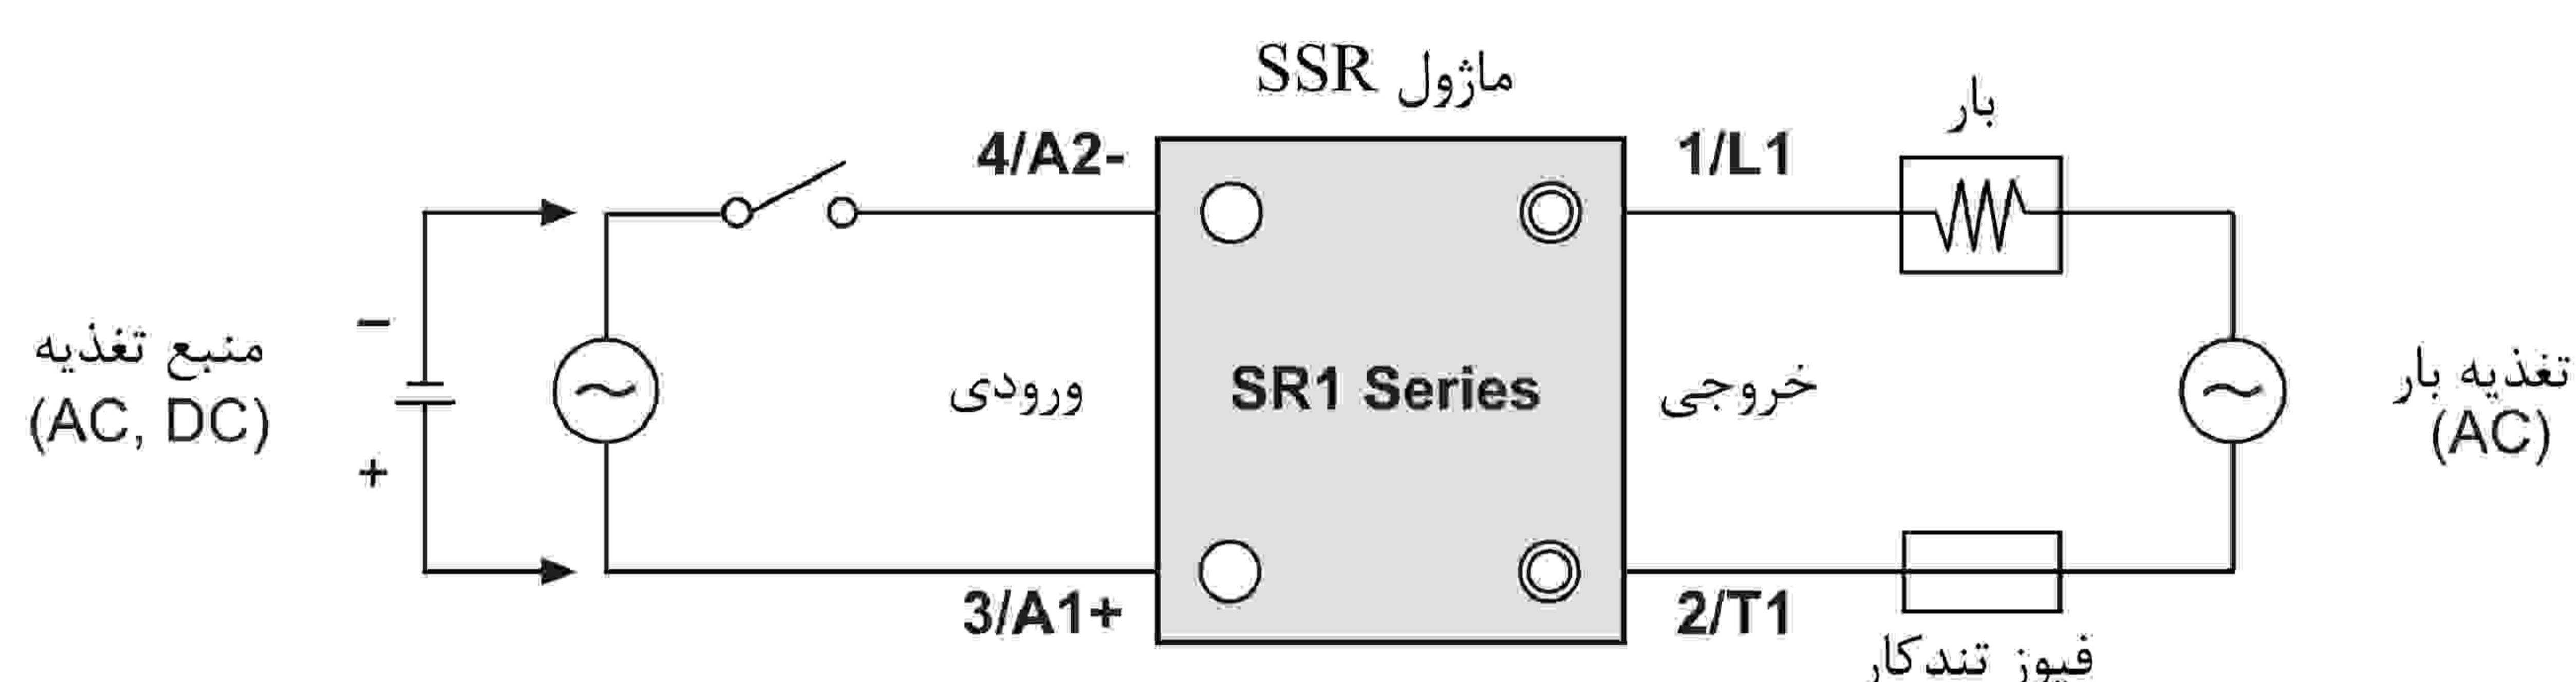 ماژول SSR
4/A2-
1/L1
بار
−
منبع تغذیه
(AC, DC)
+
ورودی
SR1 Series
خروجی
تغذیه بار
(AC)
3/A1+
2/T1
فیوز تندکار